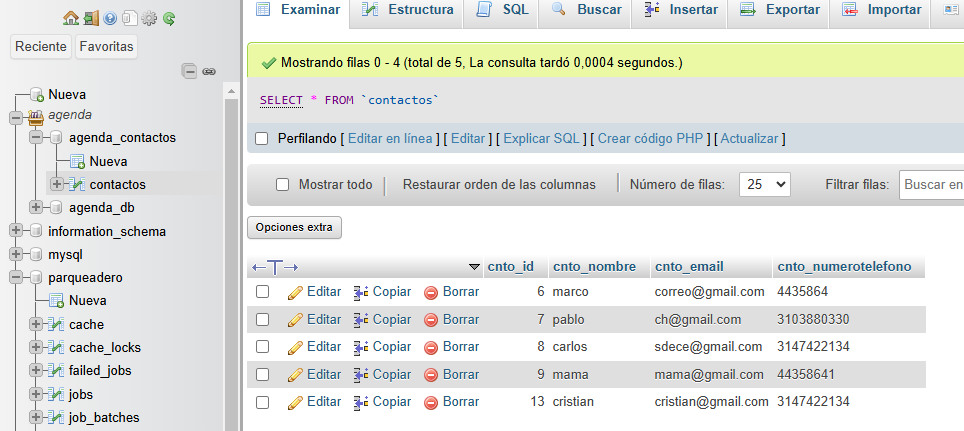 Reciente Favoritas
Nueva
agenda
agenda_contactos
Nueva
contactos
agenda_db
information_schema
mysql
parqueadero
Nueva
cache
cache_locks
failed_jobs
jobs
job_batches
Examinar Estructura SQL Buscar Insertar Exportar Importar
Mostrando filas 0 - 4 (total de 5, La consulta tardó 0,0004 segundos.)
SELECT * FROM `contactos`
Perfilando [ Editar en línea ] [ Editar ] [ Explicar SQL ] [ Crear código PHP ] [ Actualizar ]
Mostrar todo Restaurar orden de las columnas Número de filas: 25 Filtrar filas: Buscar en
Opciones extra
cnto_id cnto_nombre cnto_email cnto_numerotelefono
Editar Copiar Borrar 6 marco correo@gmail.com 4435864
Editar Copiar Borrar 7 pablo ch@gmail.com 3103880330
Editar Copiar Borrar 8 carlos sdece@gmail.com 3147422134
Editar Copiar Borrar 9 mama mama@gmail.com 44358641
Editar Copiar Borrar 13 cristian cristian@gmail.com 3147422134